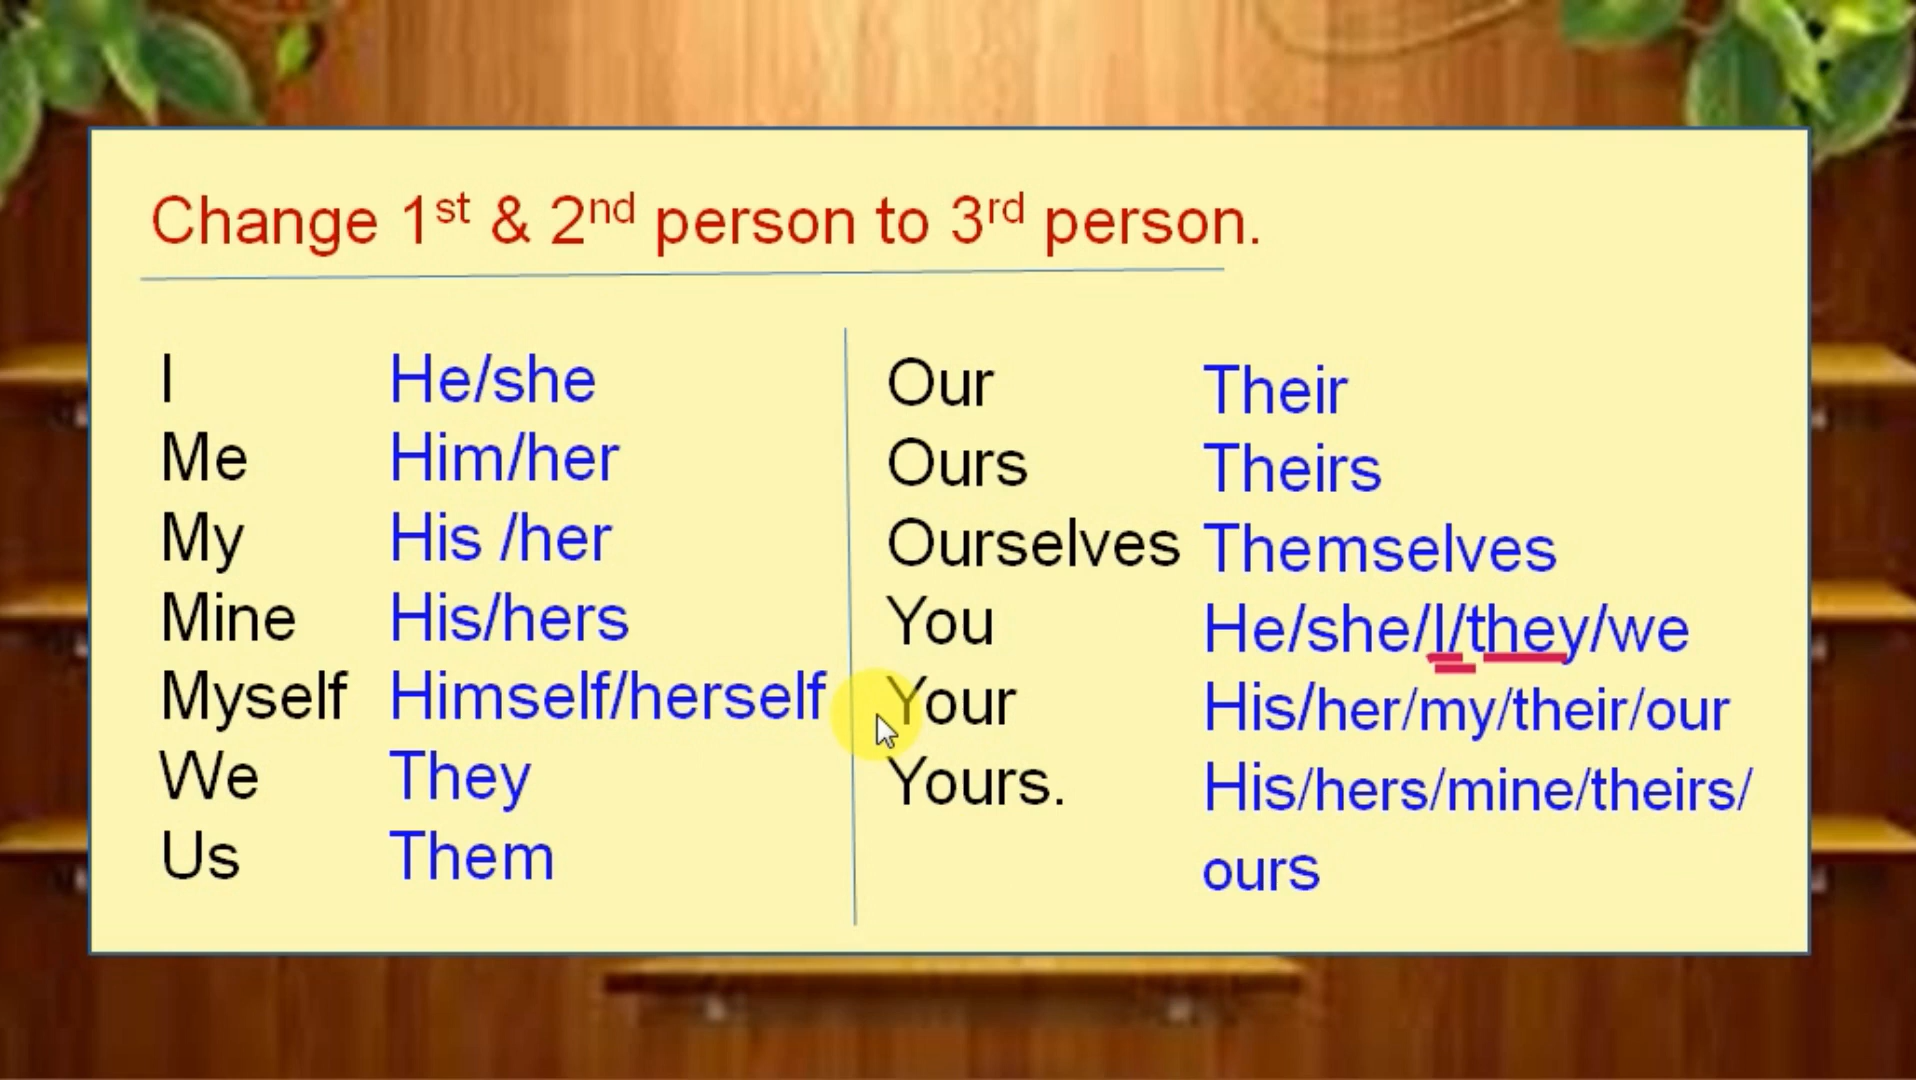 Change 1st & 2nd person to 3rd person.
I He/she
Me Him/her
My His /her
Mine His/hers
Myself Himself/herself
We They
Us Them
Our Their
Ours Theirs
Ourselves Themselves
You He/she/I/they/we
Your His/her/my/their/our
Yours. His/hers/mine/theirs/
ours